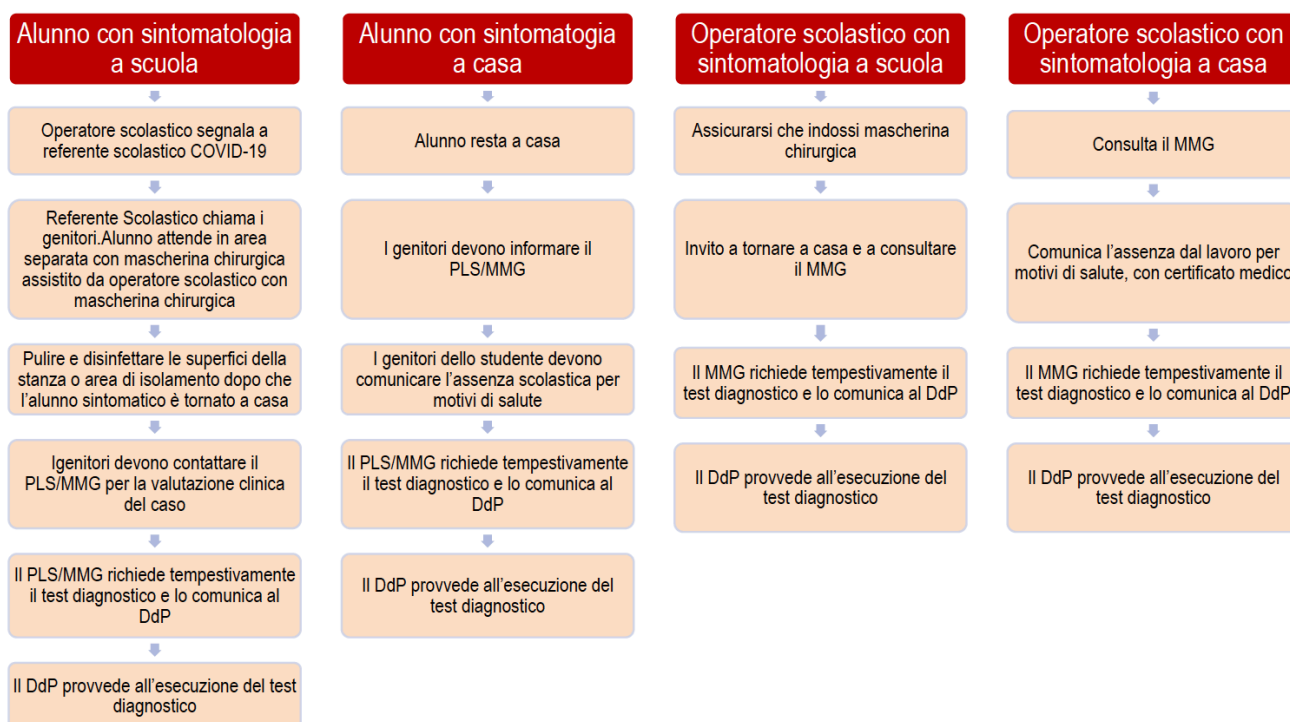 Alunno con sintomatologia
a scuola
Operatore scolastico segnala a
referente scolastico COVID-19
Referente Scolastico chiama i
genitori.Alunno attende in area
separata con mascherina chirurgica
assistito da operatore scolastico con
mascherina chirurgica
Pulire e disinfettare le superfici della
stanza o area di isolamento dopo che
l'alunno sintomatico è tornato a casa
Igenitori devono contattare il
PLS/MMG per la valutazione clinica
del caso
Il PLS/MMG richiede tempestivamente
il test diagnostico e lo comunica al
DdP
Il DdP provvede all'esecuzione del test
diagnostico
Alunno con sintomatogia
a casa
Alunno resta a casa
I genitori devono informare il
PLS/MMG
I genitori dello studente devono
comunicare l'assenza scolastica per
motivi di salute
Il PLS/MMG richiede tempestivamente
il test diagnostico e lo comunica al
DdP
Il DdP provvede all'esecuzione del
test diagnostico
Operatore scolastico con
sintomatologia a scuola
Assicurarsi che indossi mascherina
chirurgica
Invito a tornare a casa e a consultare
il MMG
Il MMG richiede tempestivamente il
test diagnostico e lo comunica al DdP
Il DdP provvede all'esecuzione del
test diagnostico
Operatore scolastico con
sintomatologia a casa
Consulta il MMG
Comunica l'assenza dal lavoro per
motivi di salute, con certificato medico
Il MMG richiede tempestivamente il
test diagnostico e lo comunica al DdP
Il DdP provvede all'esecuzione del
test diagnostico